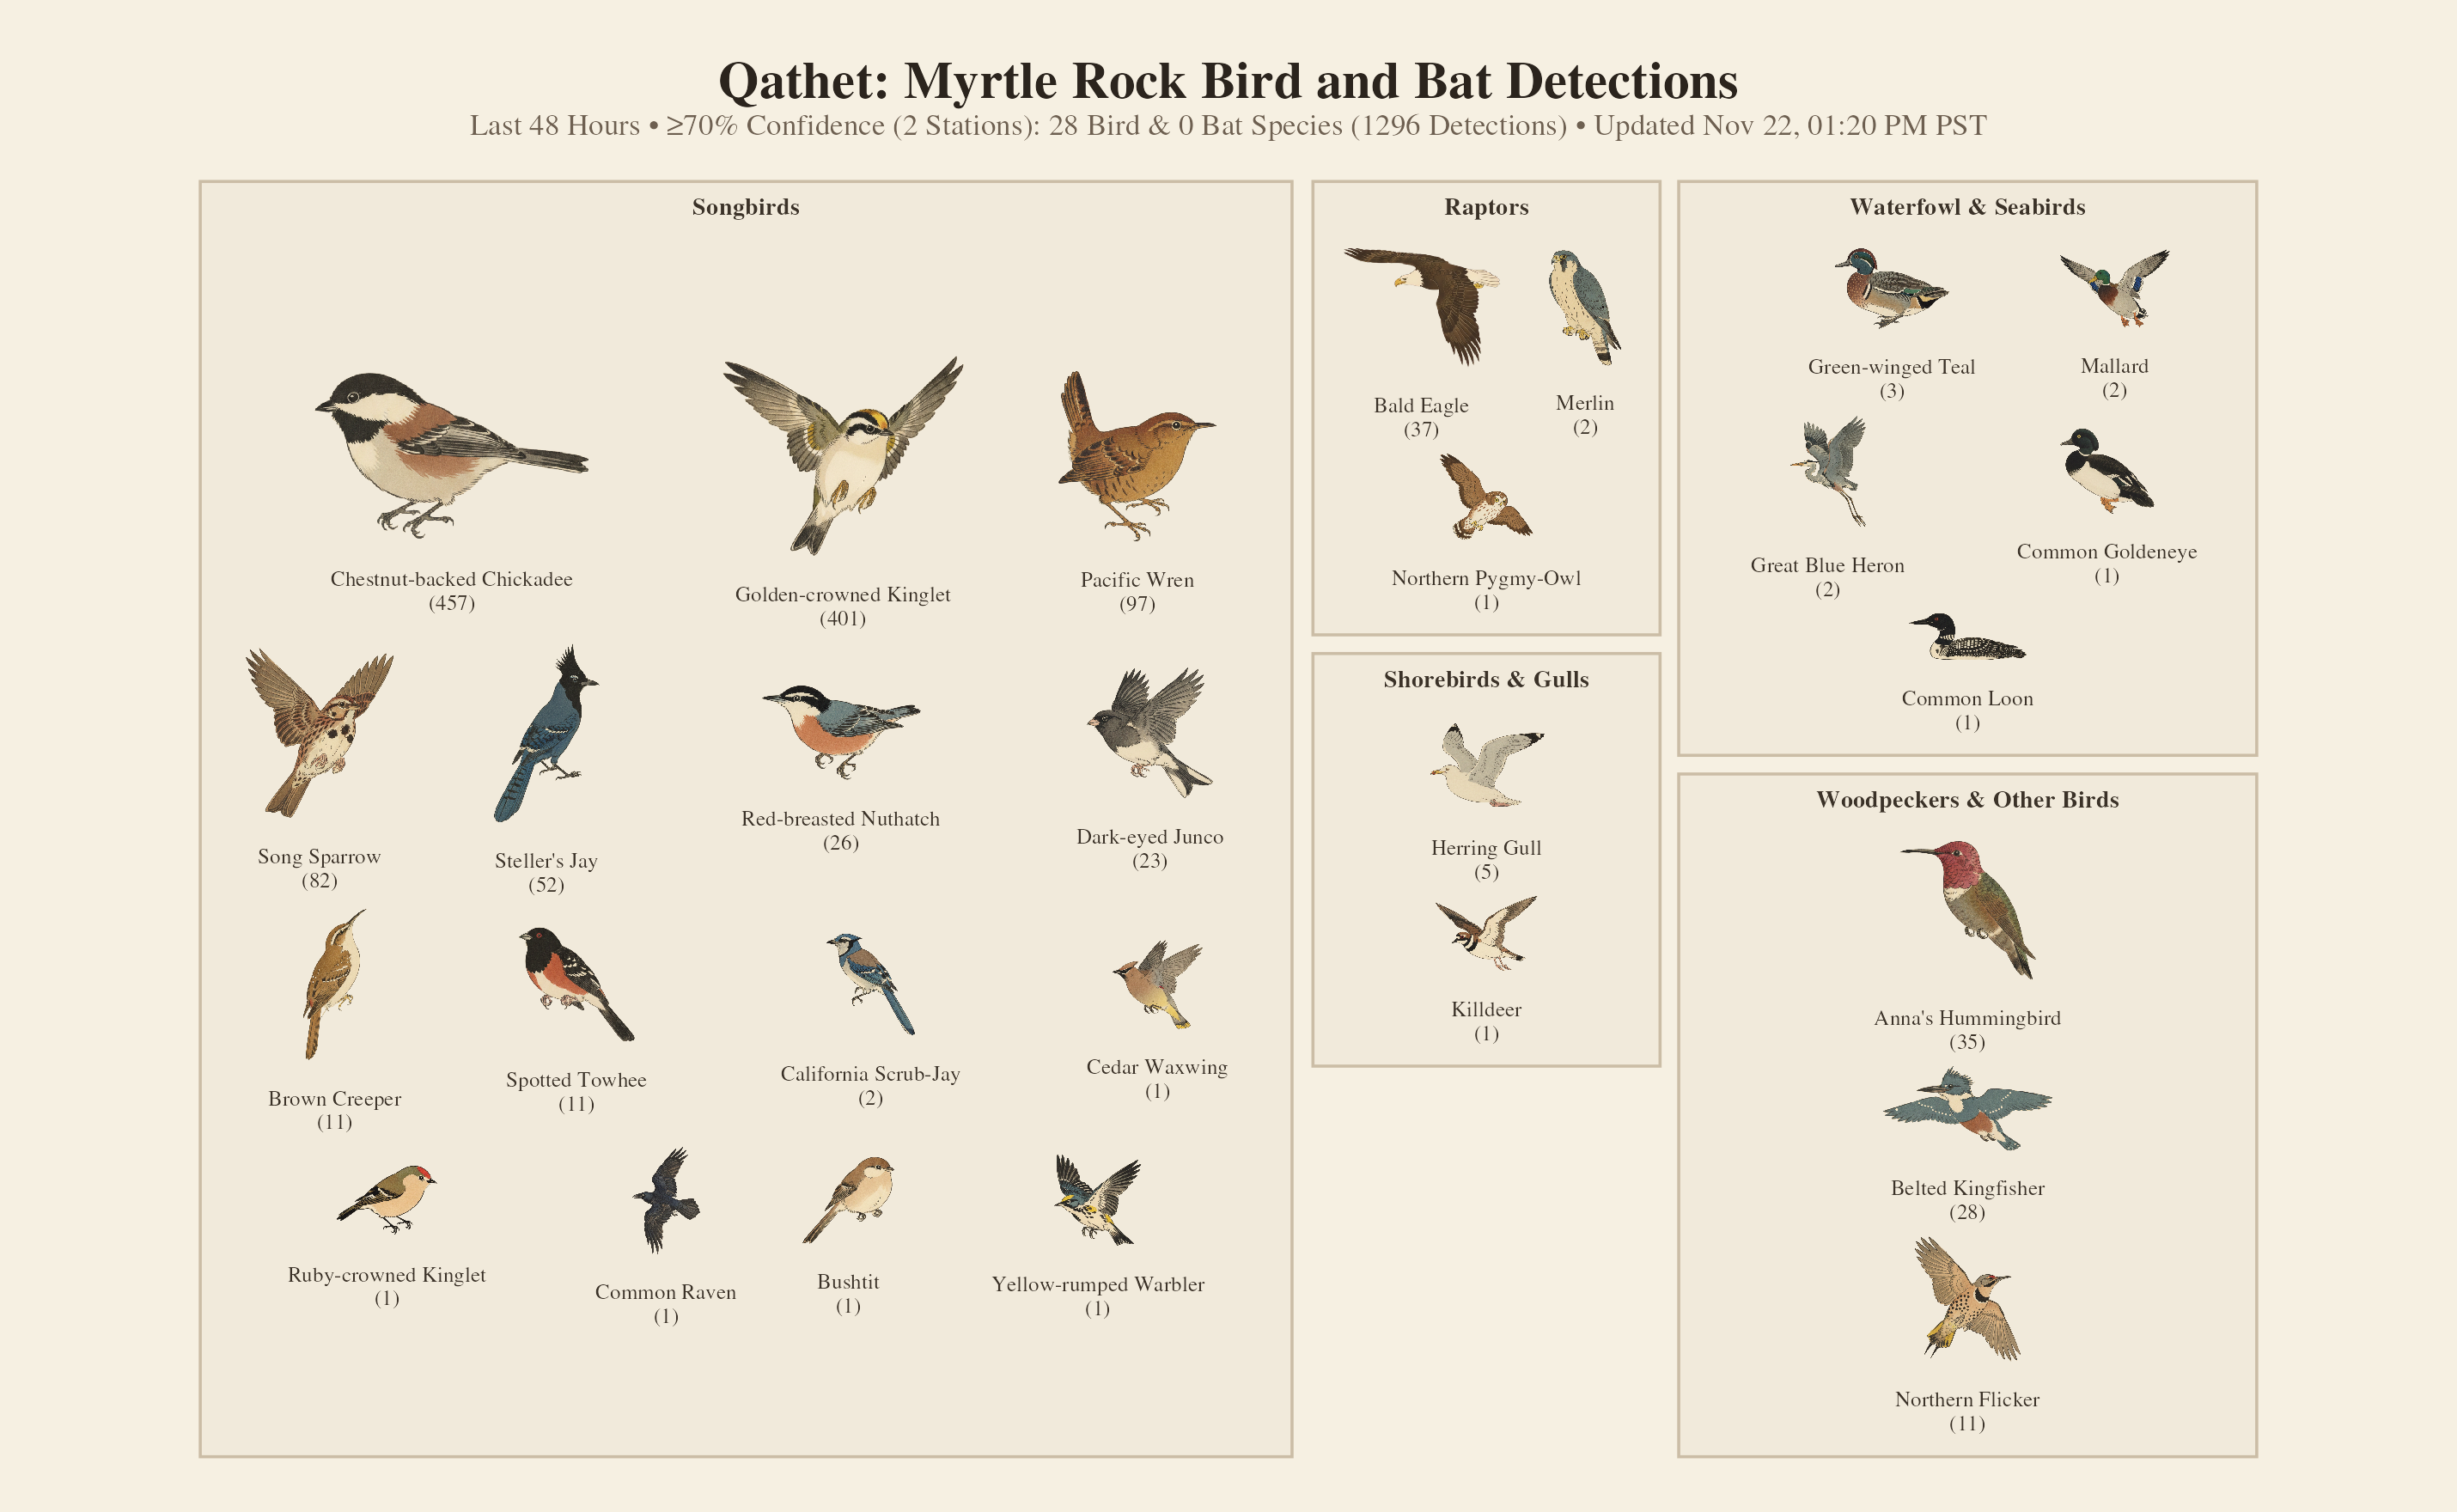 Qathet: Myrtle Rock Bird and Bat Detections
Last 48 Hours • ≥70% Confidence (2 Stations): 28 Bird & 0 Bat Species (1296 Detections) • Updated Nov 22, 01:20 PM PST
Songbirds
Chestnut-backed Chickadee
(457)
Golden-crowned Kinglet
(401)
Pacific Wren
(97)
Song Sparrow
(82)
Steller's Jay
(52)
Red-breasted Nuthatch
(26)
Dark-eyed Junco
(23)
Brown Creeper
(11)
Spotted Towhee
(11)
California Scrub-Jay
(2)
Cedar Waxwing
(1)
Ruby-crowned Kinglet
(1)
Common Raven
(1)
Bushtit
(1)
Yellow-rumped Warbler
(1)
Raptors
Bald Eagle
(37)
Merlin
(2)
Northern Pygmy-Owl
(1)
Shorebirds & Gulls
Herring Gull
(5)
Killdeer
(1)
Waterfowl & Seabirds
Green-winged Teal
(3)
Mallard
(2)
Great Blue Heron
(2)
Common Goldeneye
(1)
Common Loon
(1)
Woodpeckers & Other Birds
Anna's Hummingbird
(35)
Belted Kingfisher
(28)
Northern Flicker
(11)